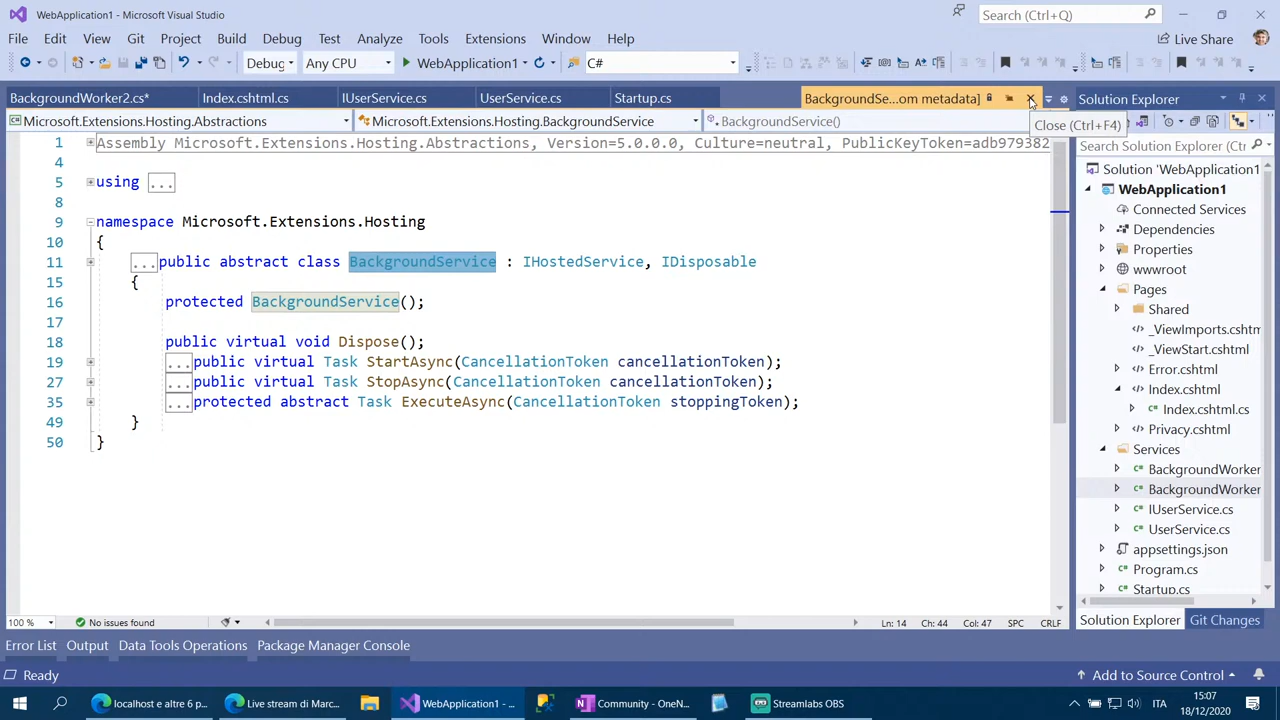 WebApplication1 - Microsoft Visual Studio
Search (Ctrl+Q)
File Edit View Git Project Build Debug Test Analyze Tools Extensions Window Help
Live Share
Debug Any CPU WebApplication1 C#
BackgroundWorker2.cs* Index.cshtml.cs IUserService.cs UserService.cs Startup.cs BackgroundSe...om metadata]
Microsoft.Extensions.Hosting.Abstractions Microsoft.Extensions.Hosting.BackgroundService BackgroundService()
Close (Ctrl+F4)
1 Assembly Microsoft.Extensions.Hosting.Abstractions, Version=5.0.0.0, Culture=neutral, PublicKeyToken=adb979382
4
5 using ...
8
9 namespace Microsoft.Extensions.Hosting
10 {
11 ...public abstract class BackgroundService : IHostedService, IDisposable
15 {
16 protected BackgroundService();
17
18 public virtual void Dispose();
19 ...public virtual Task StartAsync(CancellationToken cancellationToken);
27 ...public virtual Task StopAsync(CancellationToken cancellationToken);
35 ...protected abstract Task ExecuteAsync(CancellationToken stoppingToken);
49 }
50 }
100 % No issues found Ln: 14 Ch: 44 Col: 47 SPC CRLF
Solution Explorer
Search Solution Explorer (Ctr
Solution 'WebApplication1'
WebApplication1
Connected Services
Dependencies
Properties
wwwroot
Pages
Shared
_ViewImports.cshtm
_ViewStart.cshtml
Error.cshtml
Index.cshtml
Index.cshtml.cs
Privacy.cshtml
Services
BackgroundWorker
BackgroundWorker
IUserService.cs
UserService.cs
appsettings.json
Program.cs
Startup.cs
Solution Explorer Git Changes
Error List Output Data Tools Operations Package Manager Console
Ready
Add to Source Control
localhost e altre 6 p... Live stream di Marc... WebApplication1 - ... Community - OneN... Streamlabs OBS
ITA
15:07
18/12/2020